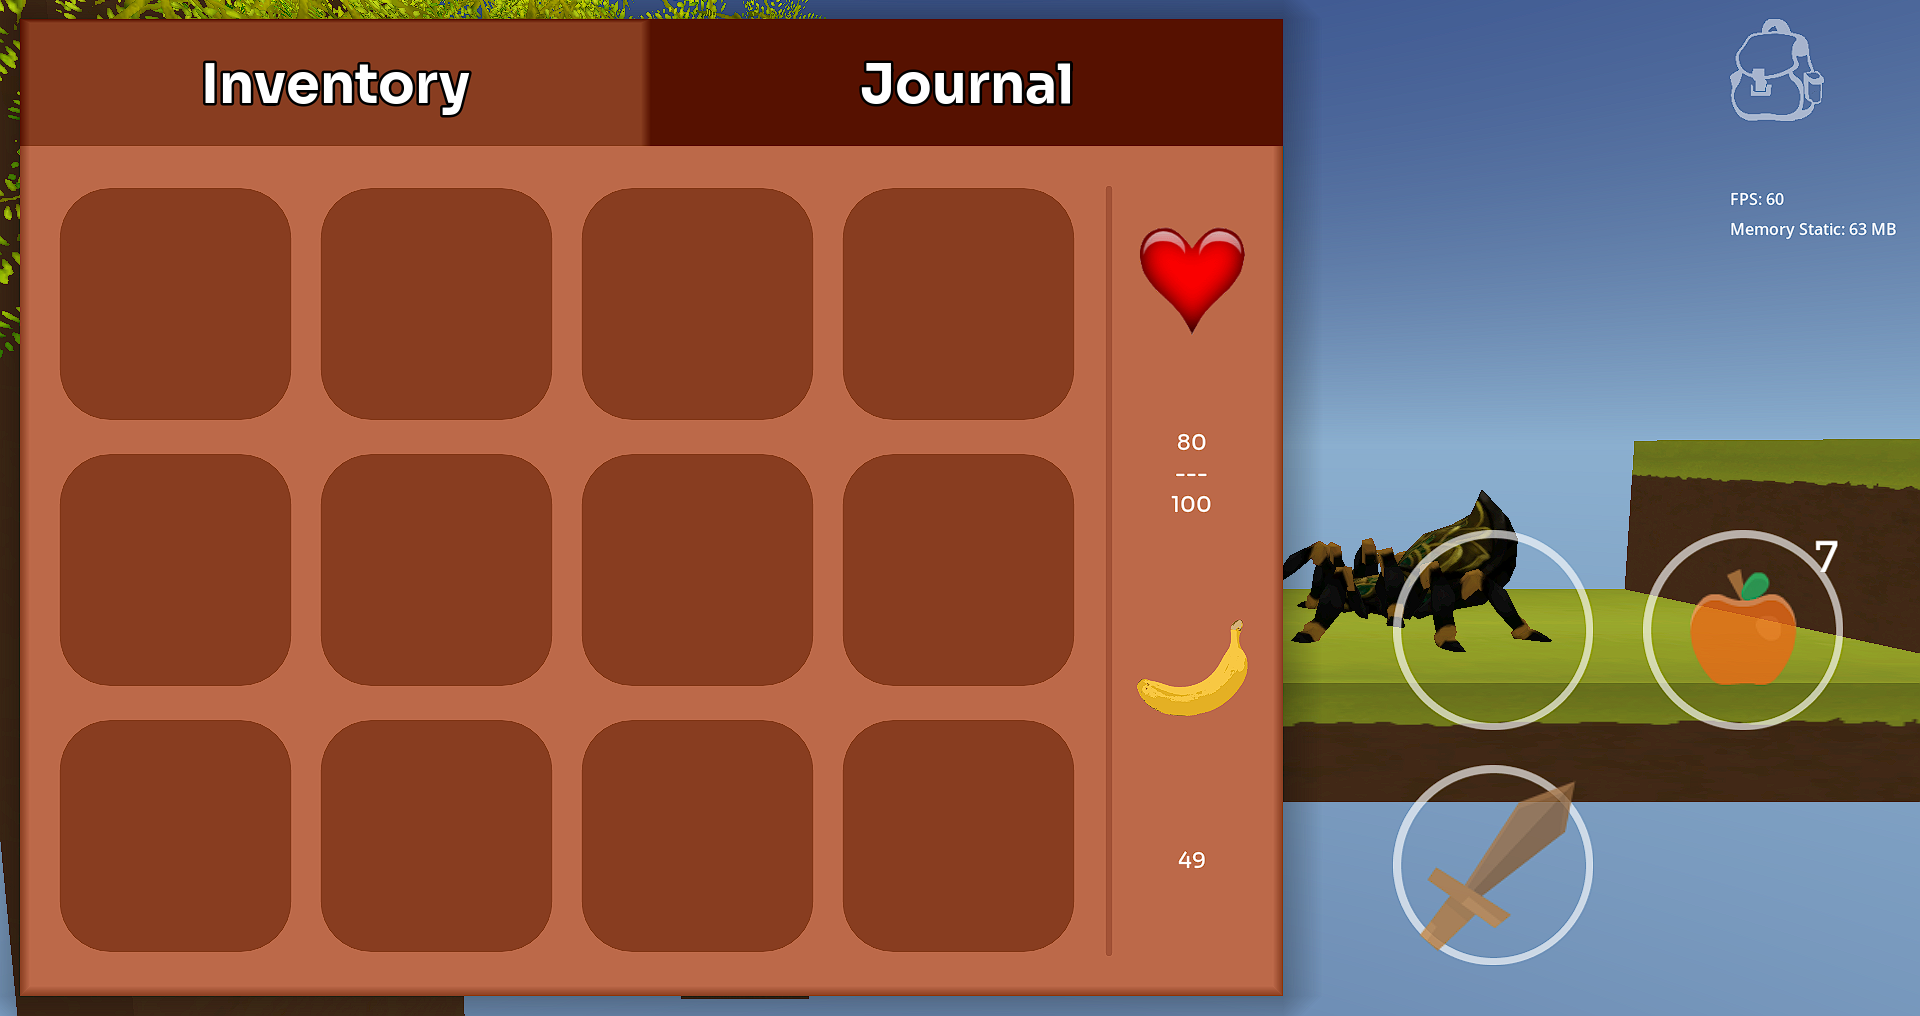 Inventory
Journal
FPS: 60
Memory Static: 63 MB
80
---
100
7
49